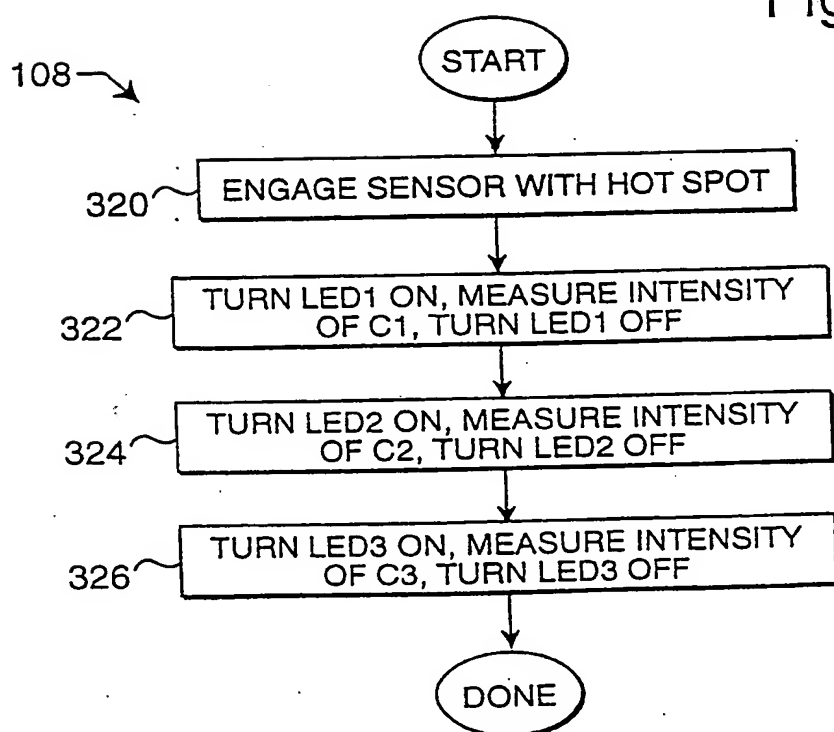 Fig
START
108
320
ENGAGE SENSOR WITH HOT SPOT
322
TURN LED1 ON, MEASURE INTENSITY
OF C1, TURN LED1 OFF
324
TURN LED2 ON, MEASURE INTENSITY
OF C2, TURN LED2 OFF
326
TURN LED3 ON, MEASURE INTENSITY
OF C3, TURN LED3 OFF
DONE